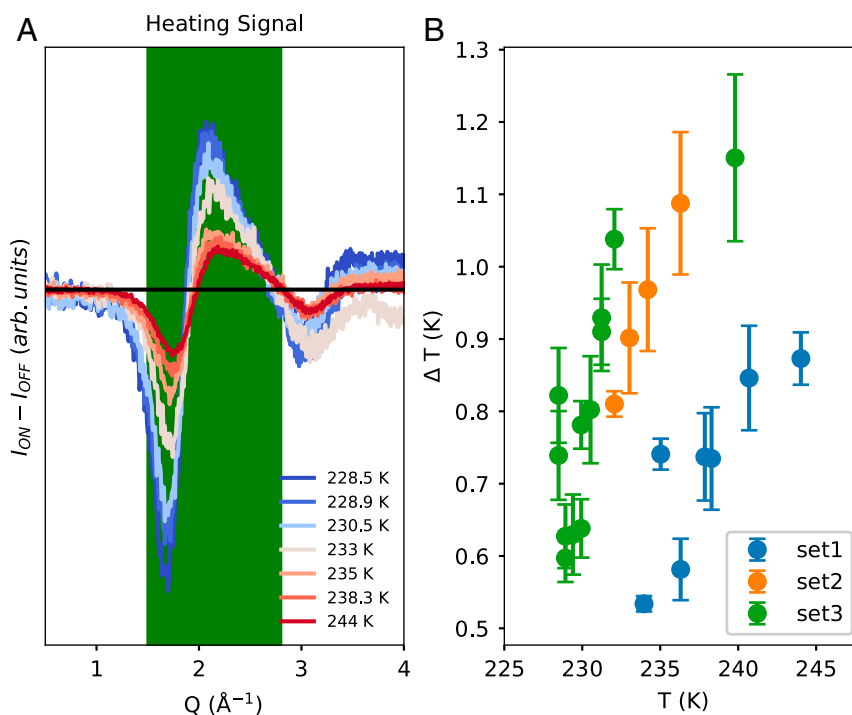 A
Heating Signal
I_ON − I_OFF (arb. units)
228.5 K
228.9 K
230.5 K
233 K
235 K
238.3 K
244 K
1 2 3 4
Q (Å⁻¹)
B
1.3
1.2
1.1
1.0
0.9
0.8
0.7
0.6
0.5
Δ T (K)
set1
set2
set3
225 230 235 240 245
T (K)